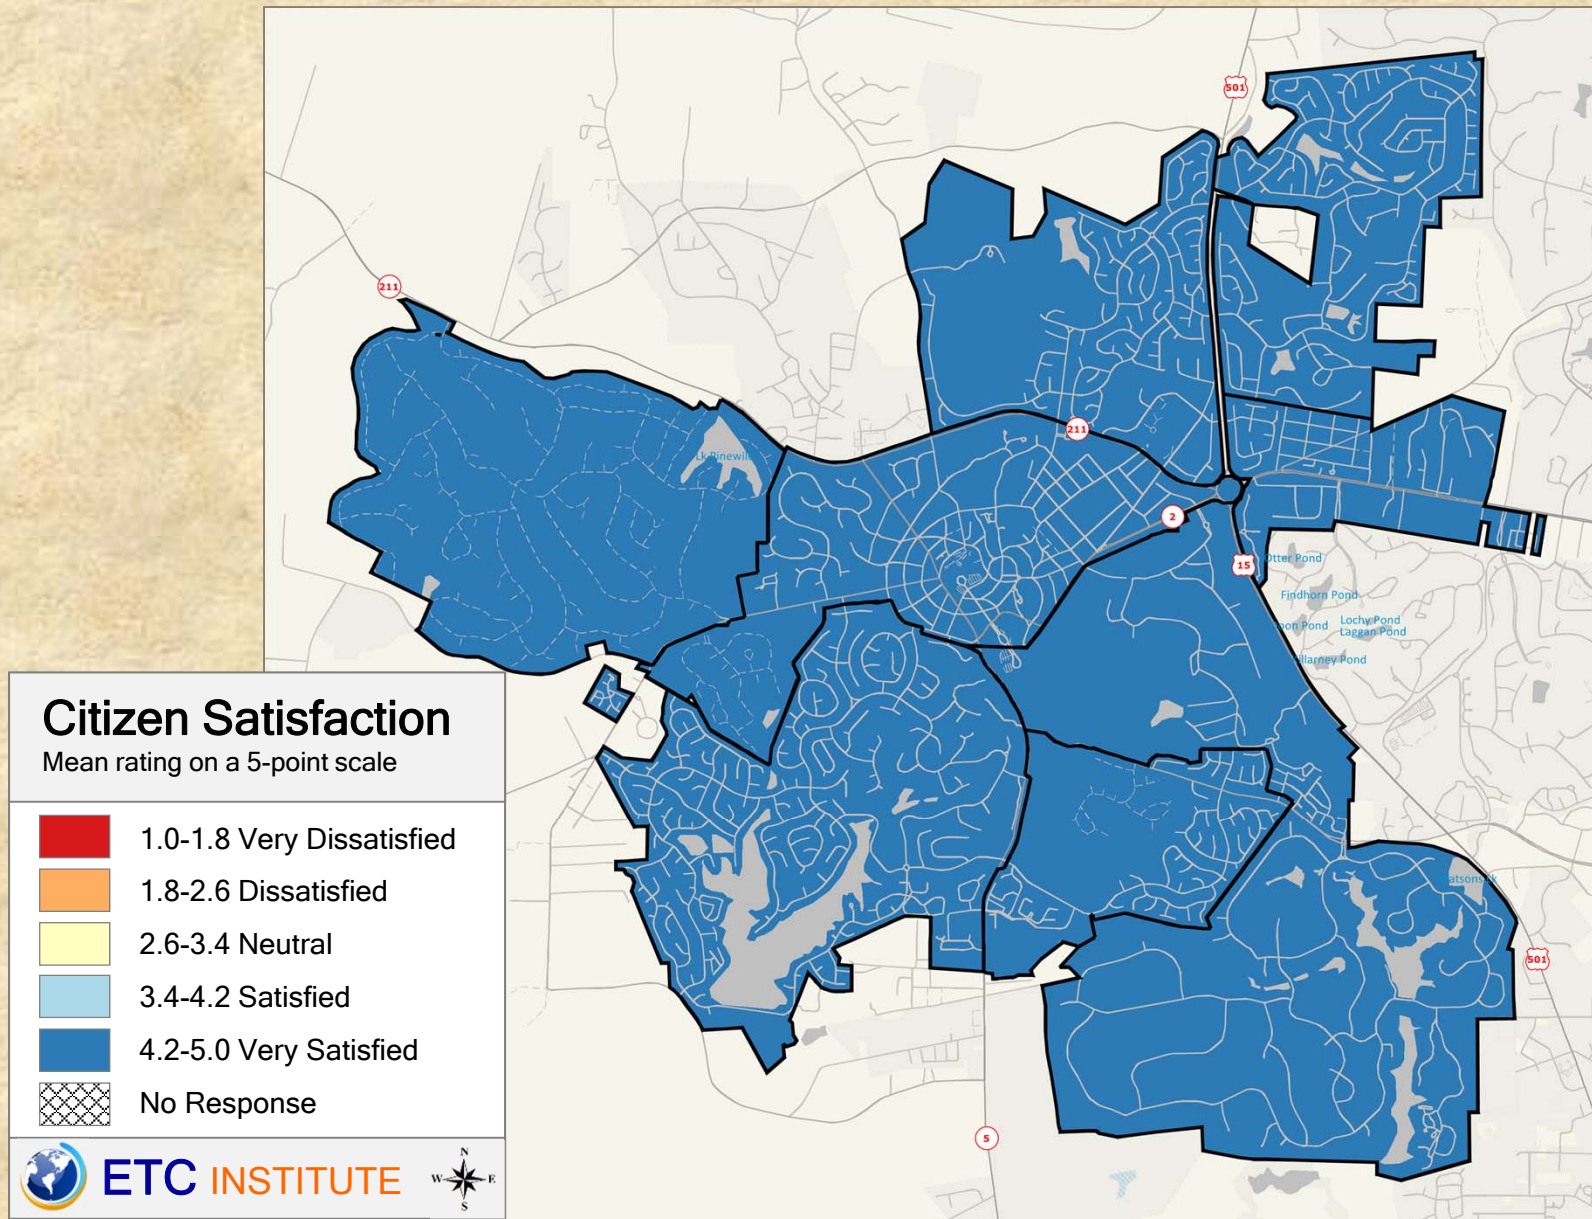 501
211
211
Lk Pinewild
2
15
Otter Pond
Findhorn Pond
Lochy Pond
Laggan Pond
Pond
Pond
501
5
Citizen Satisfaction
Mean rating on a 5-point scale
1.0-1.8 Very Dissatisfied
1.8-2.6 Dissatisfied
2.6-3.4 Neutral
3.4-4.2 Satisfied
4.2-5.0 Very Satisfied
No Response
ETC INSTITUTE
N
W E
S